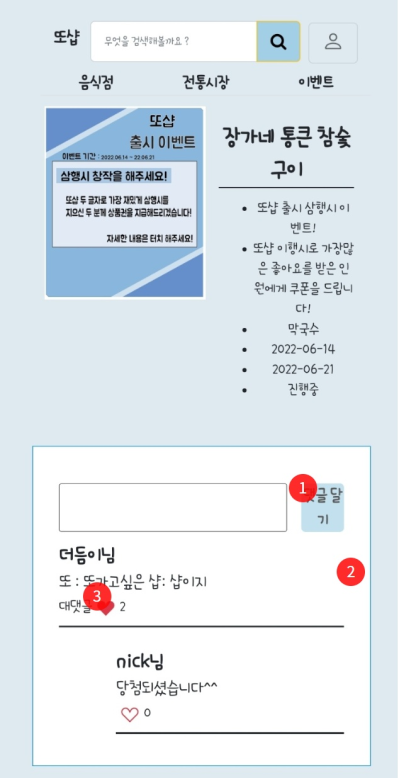 또샵
무엇을 검색해볼까요?
음식점 전통시장 이벤트
또샵
출시 이벤트
이벤트 기간 : 2022.06.14 - 22.06.21
삼행시 창작을 해주세요!
또샵 두 글자로 가장 재밌게 삼행시를
지으신 두 분께 상품권을 지급해드리겠습니다!
자세한 내용은 터치 해주세요!
장가네 통큰 참숯
구이
또샵 출시 삼행시 이
벤트!
또샵 이행시로 가장많
은 좋아요를 받은 인
원에게 쿠폰을 드립니
다!
막국수
2022-06-14
2022-06-21
진행중
1
글 달
기
더듬이님
2
또 : 또가고싶은 샵: 샵이지
3
대댓글 2
nick님
당첨되셨습니다^^
0